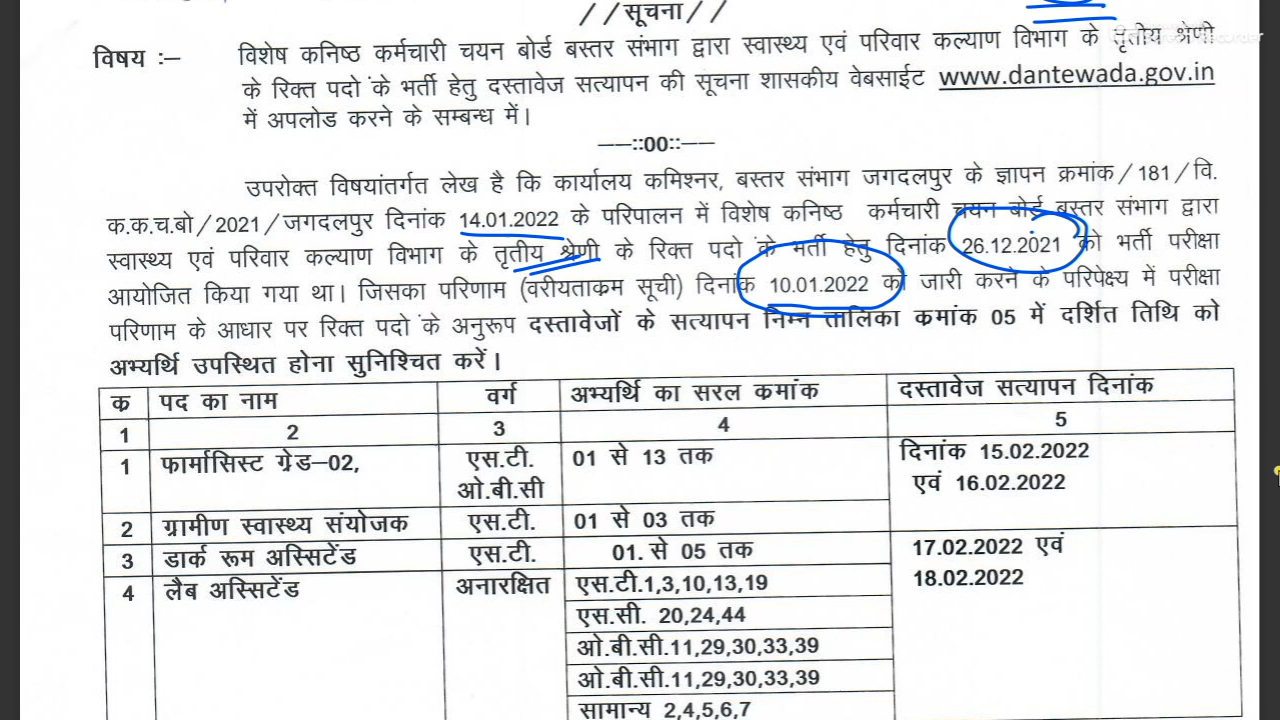 //सूचना//
विषय :– विशेष कनिष्ठ कर्मचारी चयन बोर्ड बस्तर संभाग द्वारा स्वास्थ्य एवं परिवार कल्याण विभाग के तृतीय श्रेणी
के रिक्त पदो के भर्ती हेतु दस्तावेज सत्यापन की सूचना शासकीय वेबसाईट www.dantewada.gov.in
में अपलोड करने के सम्बन्ध में।
––::00::––
उपरोक्त विषयांतर्गत लेख है कि कार्यालय कमिश्नर, बस्तर संभाग जगदलपुर के ज्ञापन क्रमांक/181/वि.
क.क.च.बो/2021/जगदलपुर दिनांक 14.01.2022 के परिपालन में विशेष कनिष्ठ कर्मचारी चयन बोर्ड बस्तर संभाग द्वारा
स्वास्थ्य एवं परिवार कल्याण विभाग के तृतीय श्रेणी के रिक्त पदो के भर्ती हेतु दिनांक 26.12.2021 को भर्ती परीक्षा
आयोजित किया गया था। जिसका परिणाम (वरीयताक्रम सूची) दिनांक 10.01.2022 को जारी करने के परिपेक्ष्य में परीक्षा
परिणाम के आधार पर रिक्त पदो के अनुरूप दस्तावेजों के सत्यापन निम्न तालिका कमांक 05 में दर्शित तिथि को
अभ्यर्थि उपस्थित होना सुनिश्चित करें।
क पद का नाम वर्ग अभ्यर्थि का सरल कमांक दस्तावेज सत्यापन दिनांक
1 2 3 4 5
1 फार्मासिस्ट ग्रेड–02, एस.टी. 01 से 13 तक दिनांक 15.02.2022
ओ.बी.सी एवं 16.02.2022
2 ग्रामीण स्वास्थ्य संयोजक एस.टी. 01 से 03 तक
3 डार्क रूम अस्सिटेंड एस.टी. 01. से 05 तक 17.02.2022 एवं
4 लैब अस्सिटेंड अनारक्षित एस.टी.1,3,10,13,19 18.02.2022
एस.सी. 20,24,44
ओ.बी.सी.11,29,30,33,39
ओ.बी.सी.11,29,30,33,39
सामान्य 2,4,5,6,7